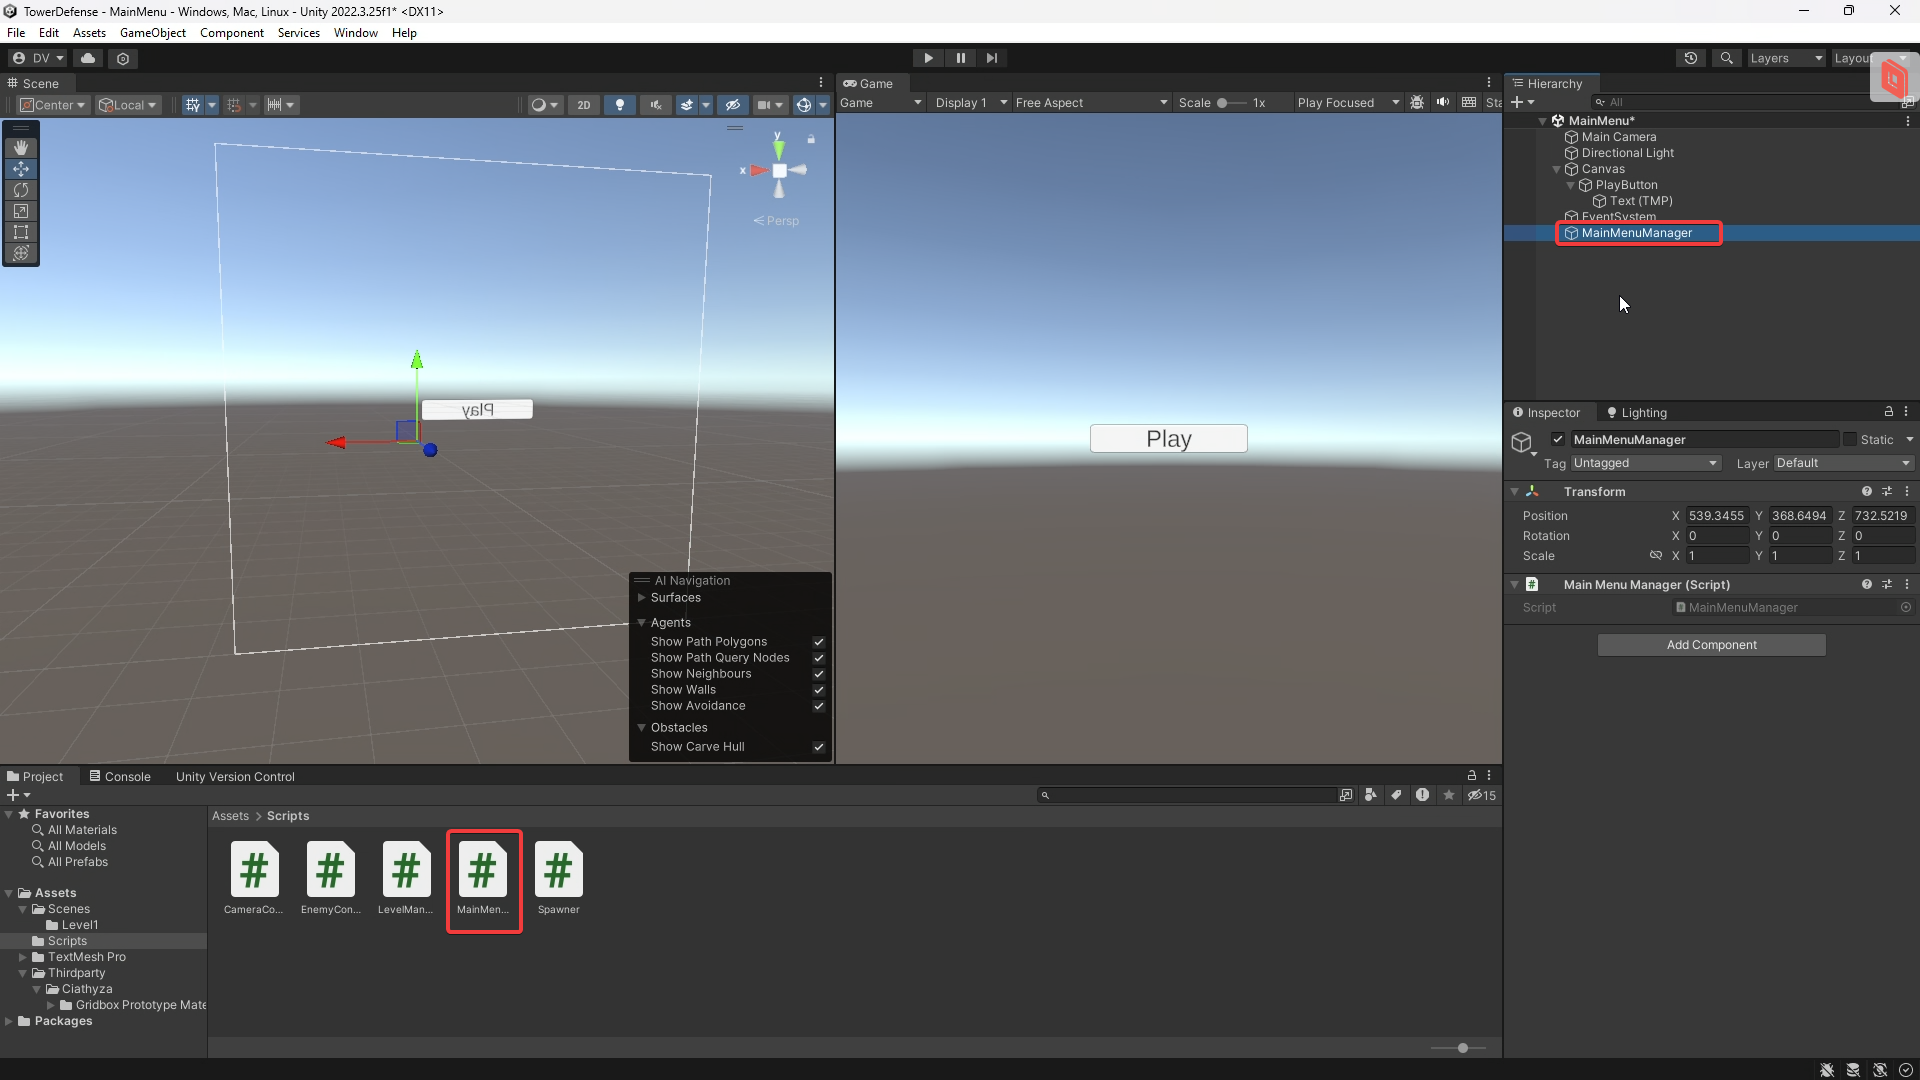 TowerDefense - MainMenu - Windows, Mac, Linux - Unity 2022.3.25f1* <DX11>
File Edit Assets GameObject Component Services Window Help
DV
Layers
Layou
Scene
Center
Local
2D
y
x
Persp
Play
AI Navigation
Surfaces
Agents
Show Path Polygons
Show Path Query Nodes
Show Neighbours
Show Walls
Show Avoidance
Obstacles
Show Carve Hull
Game
Game Display 1 Free Aspect Scale 1x Play Focused Sta
Play
Hierarchy
All
MainMenu*
Main Camera
Directional Light
Canvas
PlayButton
Text (TMP)
EventSystem
MainMenuManager
Inspector Lighting
MainMenuManager Static
Tag Untagged Layer Default
Transform
Position X 539.3455 Y 368.6494 Z 732.5219
Rotation X 0 Y 0 Z 0
Scale X 1 Y 1 Z 1
# Main Menu Manager (Script)
Script MainMenuManager
Add Component
Project Console Unity Version Control
15
Favorites
All Materials
All Models
All Prefabs
Assets
Scenes
Level1
Scripts
TextMesh Pro
Thirdparty
Ciathyza
Gridbox Prototype Mate
Packages
Assets > Scripts
# # # # #
CameraCo... EnemyCon... LevelMan... MainMen... Spawner